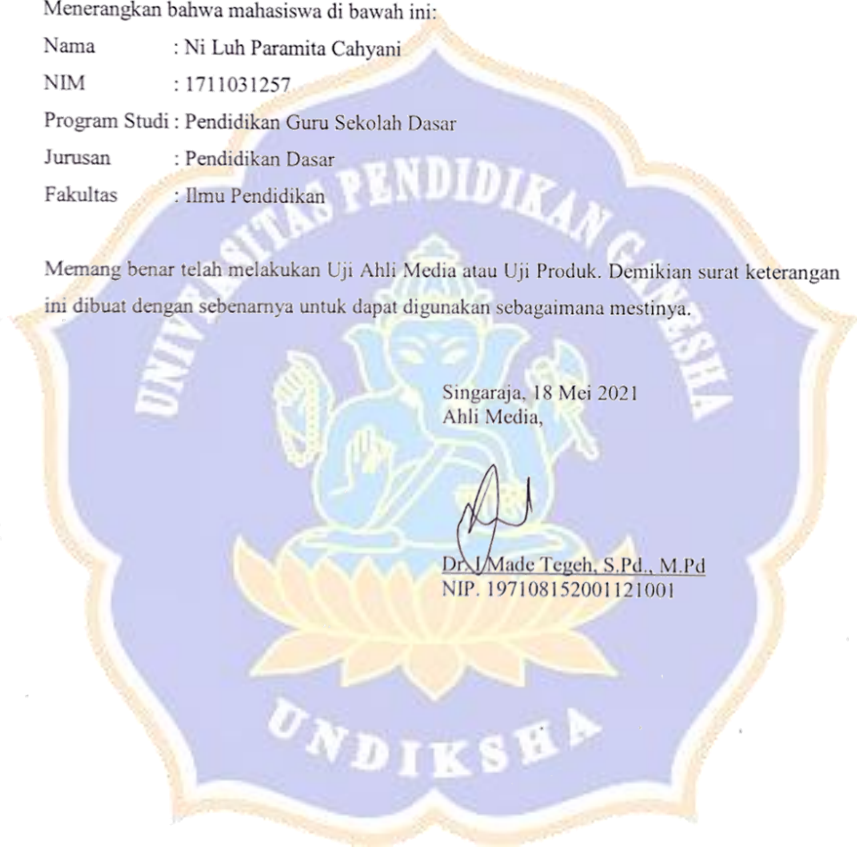 Menerangkan bahwa mahasiswa di bawah ini:
Nama : Ni Luh Paramita Cahyani
NIM : 1711031257
Program Studi : Pendidikan Guru Sekolah Dasar
Jurusan : Pendidikan Dasar
Fakultas : Ilmu Pendidikan
UNIVERSITAS PENDIDIKAN GANESHA
Memang benar telah melakukan Uji Ahli Media atau Uji Produk. Demikian surat keterangan
ini dibuat dengan sebenarnya untuk dapat digunakan sebagaimana mestinya.
Singaraja, 18 Mei 2021
Ahli Media,
Dr. I Made Tegeh, S.Pd., M.Pd
NIP. 197108152001121001
UNDIKSHA